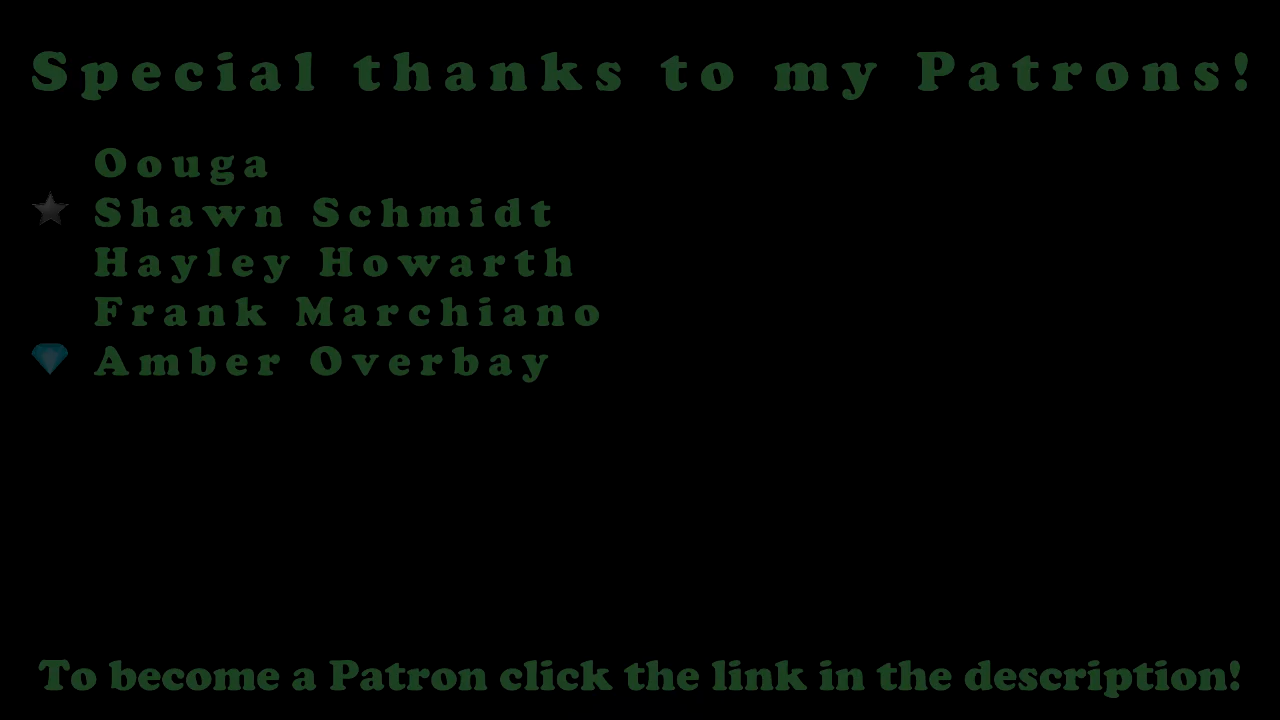 Special thanks to my Patrons!
Oouga
Shawn Schmidt
Hayley Howarth
Frank Marchiano
Amber Overbay
To become a Patron click the link in the description!